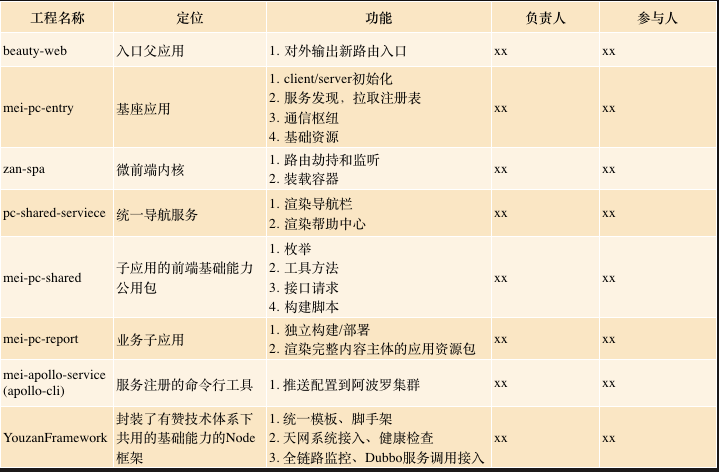 工程名称 定位 功能 负责人 参与人
beauty-web 入口父应用 1. 对外输出新路由入口 xx xx
mei-pc-entry 基座应用 1. client/server初始化
2. 服务发现，拉取注册表
3. 通信枢纽
4. 基础资源 xx xx
zan-spa 微前端内核 1. 路由劫持和监听
2. 装载容器 xx xx
pc-shared-serviece 统一导航服务 1. 渲染导航栏
2. 渲染帮助中心 xx xx
mei-pc-shared 子应用的前端基础能力
公用包 1. 枚举
2. 工具方法
3. 接口请求
4. 构建脚本 xx xx
mei-pc-report 业务子应用 1. 独立构建/部署
2. 渲染完整内容主体的应用资源包 xx xx
mei-apollo-service
(apollo-cli) 服务注册的命令行工具 1. 推送配置到阿波罗集群 xx xx
YouzanFramework 封装了有赞技术体系下
共用的基础能力的Node
框架 1. 统一模板、脚手架
2. 天网系统接入、健康检查
3. 全链路监控、Dubbo服务调用接入 xx xx